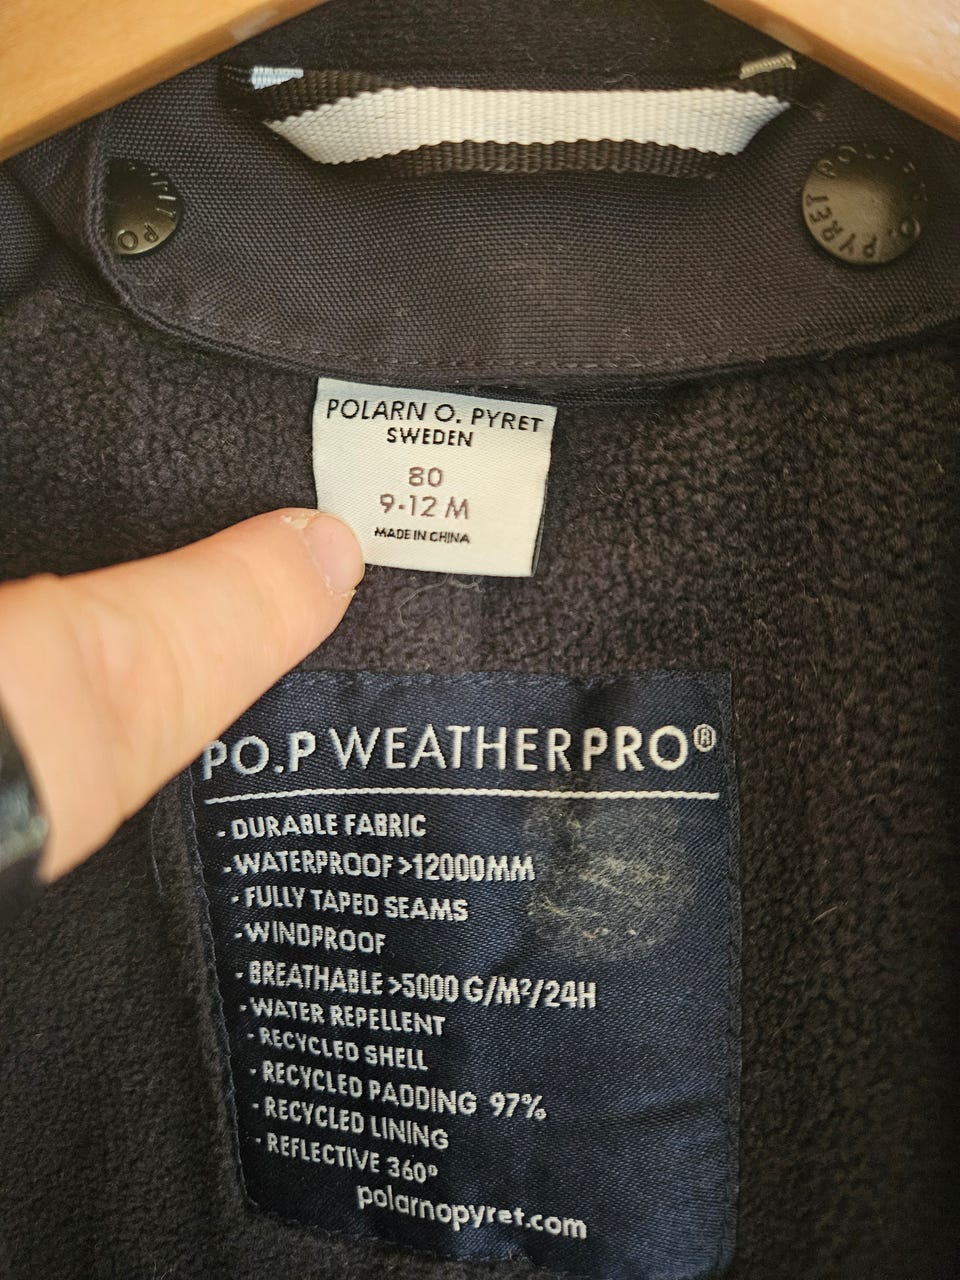 POLARN O. PYRET
SWEDEN
80
9-12 M
MADE IN CHINA
PO.P WEATHERPRO®
- DURABLE FABRIC
- WATERPROOF >12000MM
- FULLY TAPED SEAMS
- WINDPROOF
- BREATHABLE >5000 G/M²/24H
- WATER REPELLENT
- RECYCLED SHELL
- RECYCLED PADDING 97%
- RECYCLED LINING
- REFLECTIVE 360°
polarnopyret.com